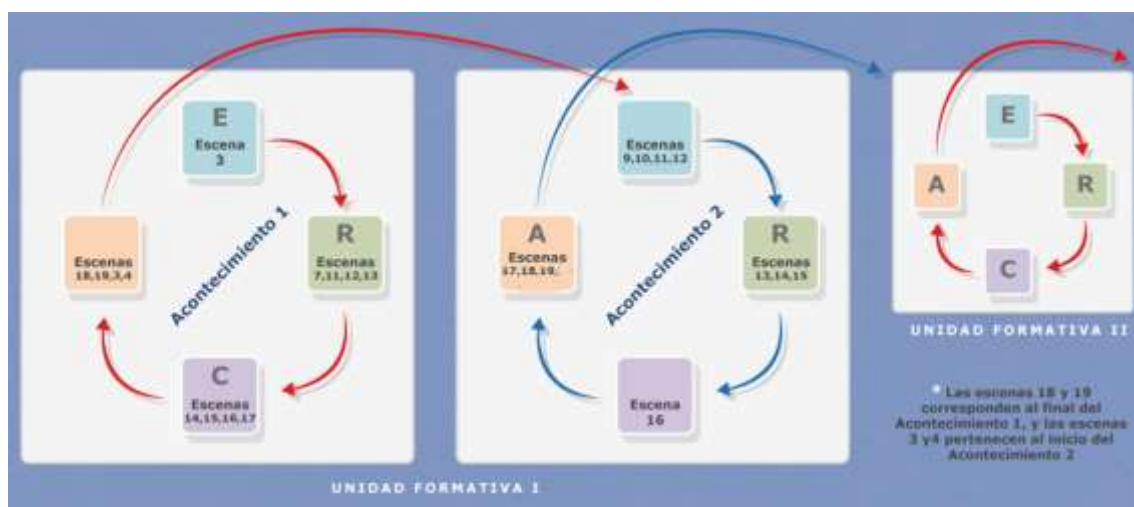 E
Escena
3
Escenas
18,19,3,4
Acontecimiento 1
R
Escenas
7,11,12,13
C
Escenas
14,15,16,17
Escenas
9,10,11,12
A
Escenas
17,18,19,
Acontecimiento 2
R
Escenas
13,14,15
Escena
16
UNIDAD FORMATIVA I
E
A
R
C
UNIDAD FORMATIVA II
* Las escenas 18 y 19
corresponden al final del
Acontecimiento 1, y las escenas
3 y4 pertenecen al inicio del
Acontecimiento 2